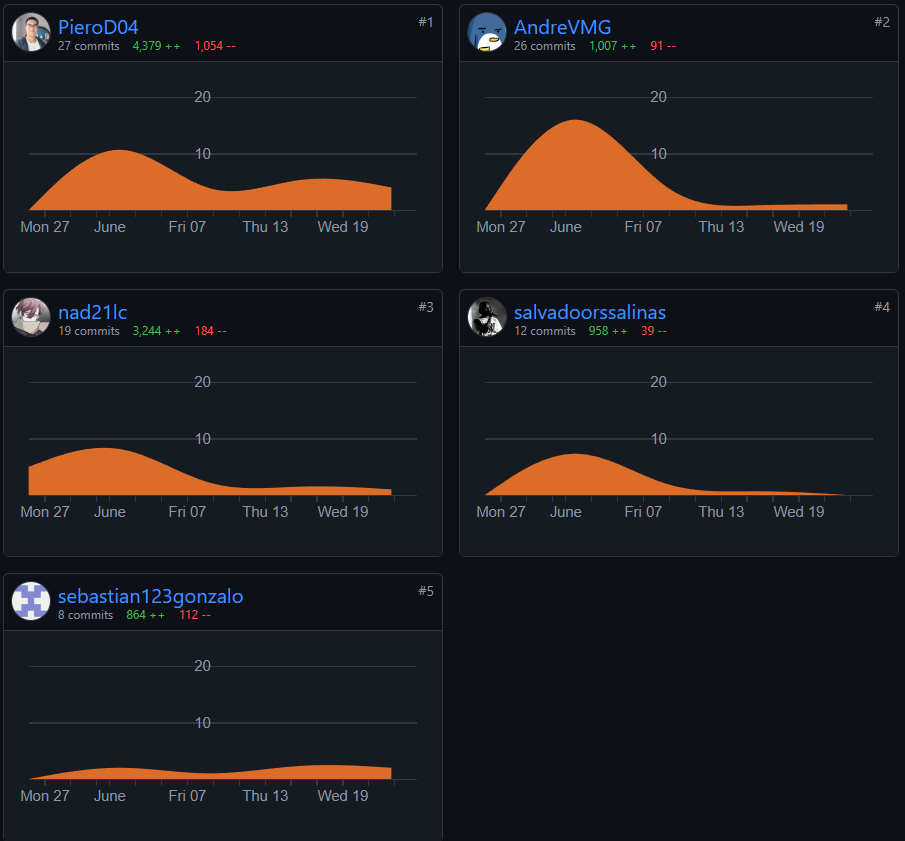 PieroD04 #1
27 commits 4,379 ++ 1,054 --
20
10
Mon 27 June Fri 07 Thu 13 Wed 19
AndreVMG #2
26 commits 1,007 ++ 91 --
20
10
Mon 27 June Fri 07 Thu 13 Wed 19
nad21lc #3
19 commits 3,244 ++ 184 --
20
10
Mon 27 June Fri 07 Thu 13 Wed 19
salvadoorssalinas #4
12 commits 958 ++ 39 --
20
10
Mon 27 June Fri 07 Thu 13 Wed 19
sebastian123gonzalo #5
8 commits 864 ++ 112 --
20
10
Mon 27 June Fri 07 Thu 13 Wed 19